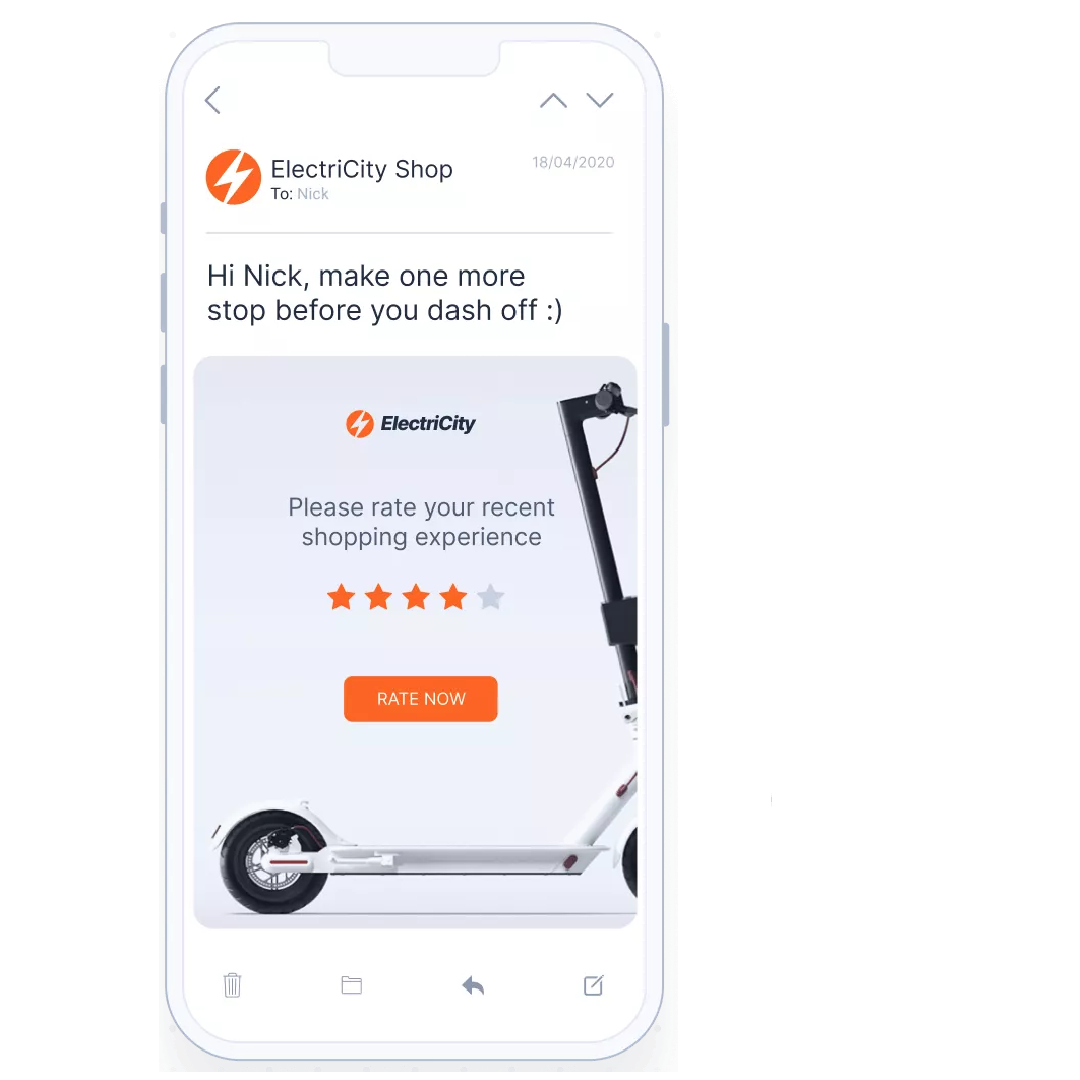 ElectriCity Shop
18/04/2020
To: Nick
Hi Nick, make one more
stop before you dash off :)
ElectriCity
Please rate your recent
shopping experience
RATE NOW